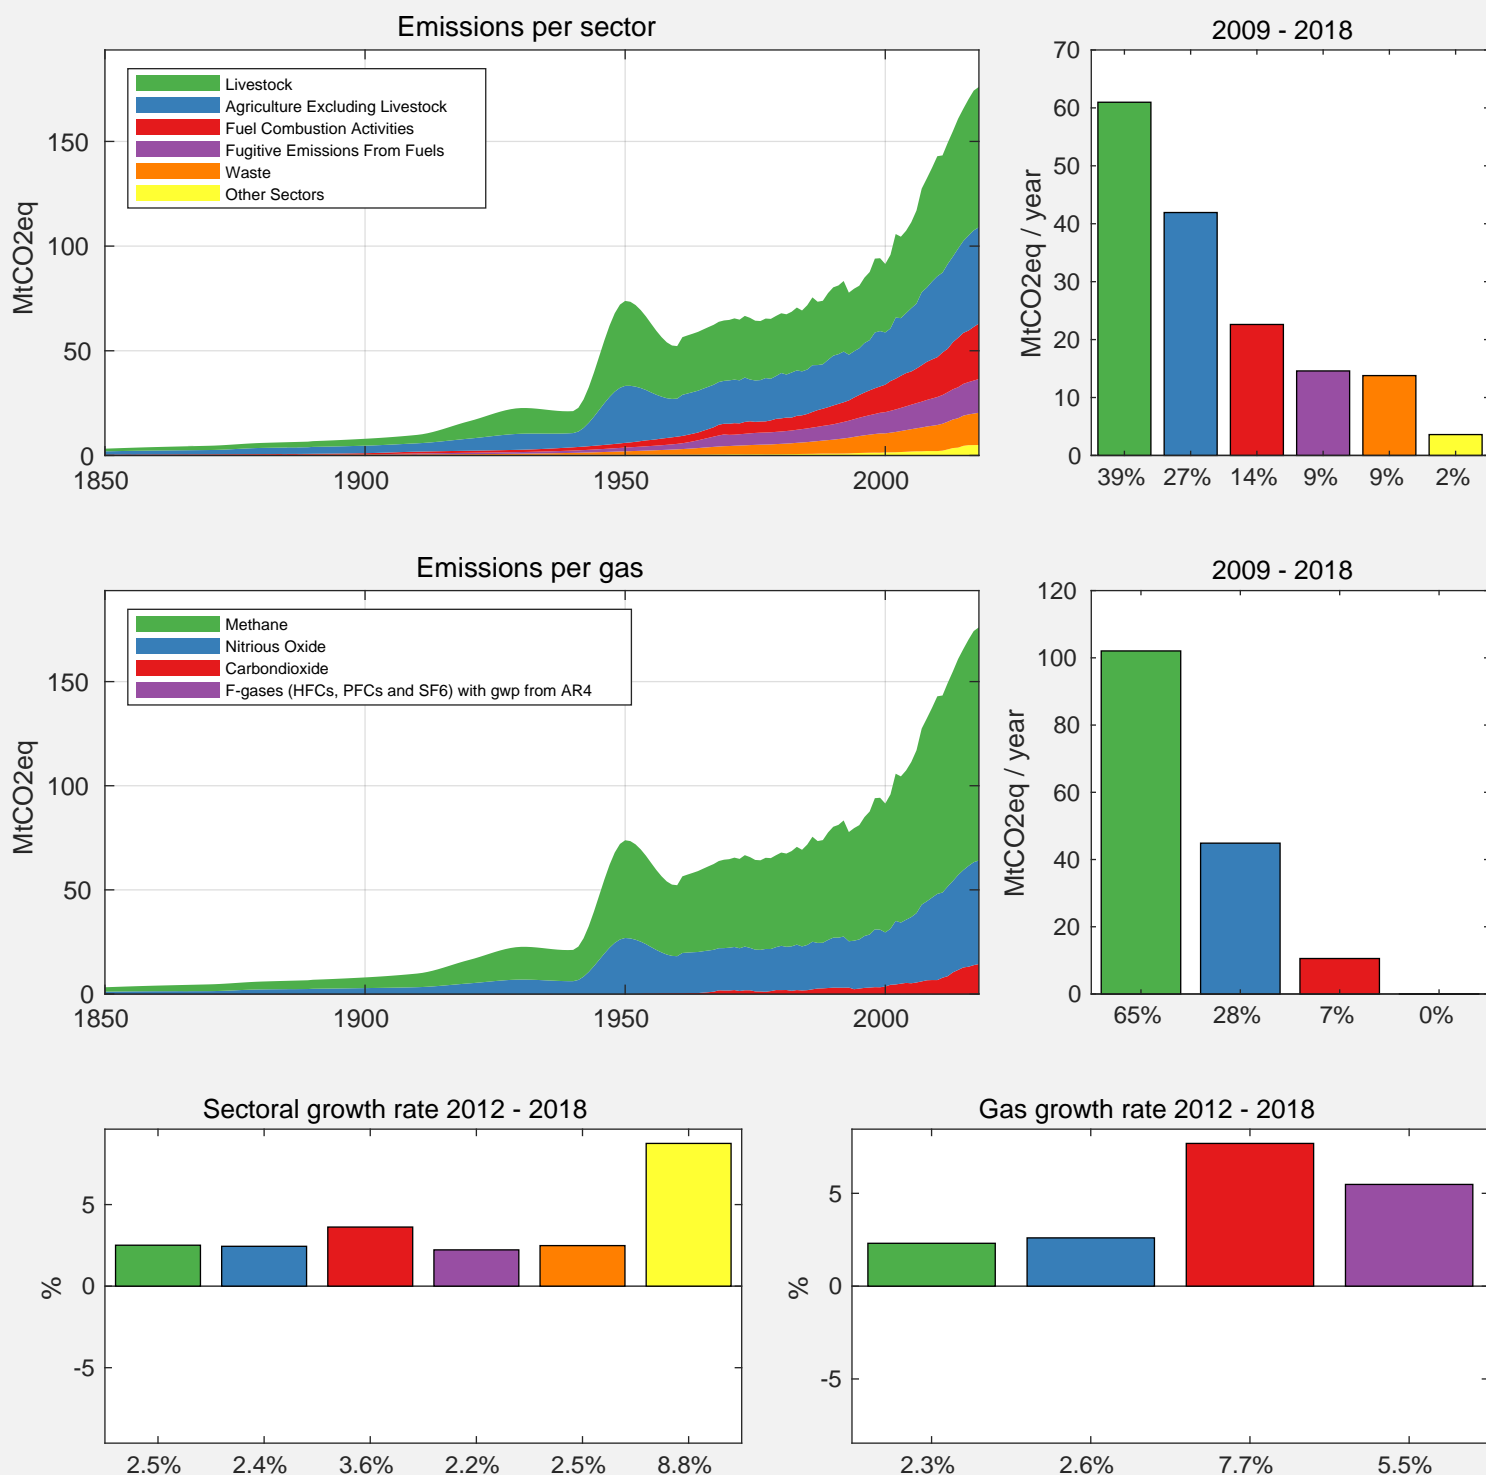 Emissions per sector
2009 - 2018
MtCO2eq
150
100
50
0
Livestock
Agriculture Excluding Livestock
Fuel Combustion Activities
Fugitive Emissions From Fuels
Waste
Other Sectors
1850 1900 1950 2000
MtCO2eq / year
70
60
50
40
30
20
10
0
39% 27% 14% 9% 9% 2%
Emissions per gas
2009 - 2018
MtCO2eq
150
100
50
0
Methane
Nitrious Oxide
Carbondioxide
F-gases (HFCs, PFCs and SF6) with gwp from AR4
1850 1900 1950 2000
MtCO2eq / year
120
100
80
60
40
20
0
65% 28% 7% 0%
Sectoral growth rate 2012 - 2018
%
5
0
-5
2.5% 2.4% 3.6% 2.2% 2.5% 8.8%
Gas growth rate 2012 - 2018
%
5
0
-5
2.3% 2.6% 7.7% 5.5%